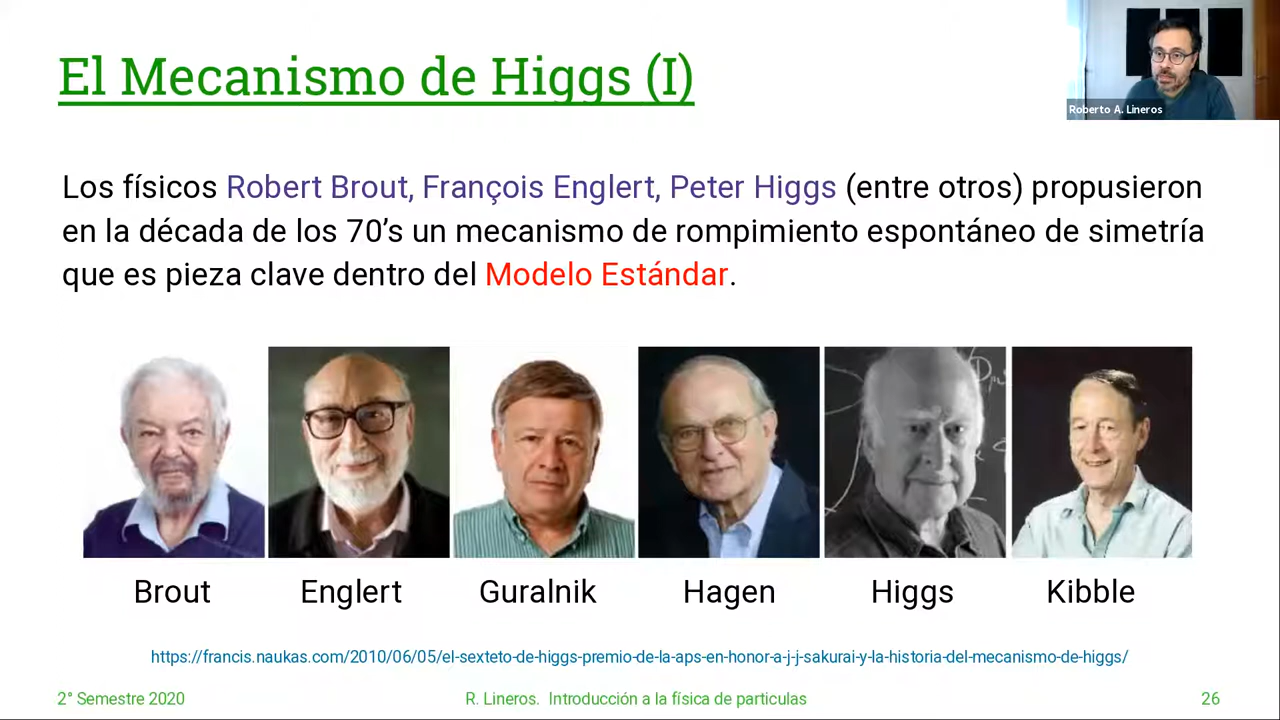 El Mecanismo de Higgs (I)
Roberto A. Lineros
Los físicos Robert Brout, François Englert, Peter Higgs (entre otros) propusieron
en la década de los 70's un mecanismo de rompimiento espontáneo de simetría
que es pieza clave dentro del Modelo Estándar.
Brout Englert Guralnik Hagen Higgs Kibble
https://francis.naukas.com/2010/06/05/el-sexteto-de-higgs-premio-de-la-aps-en-honor-a-j-j-sakurai-y-la-historia-del-mecanismo-de-higgs/
2° Semestre 2020 R. Lineros. Introducción a la física de particulas 26